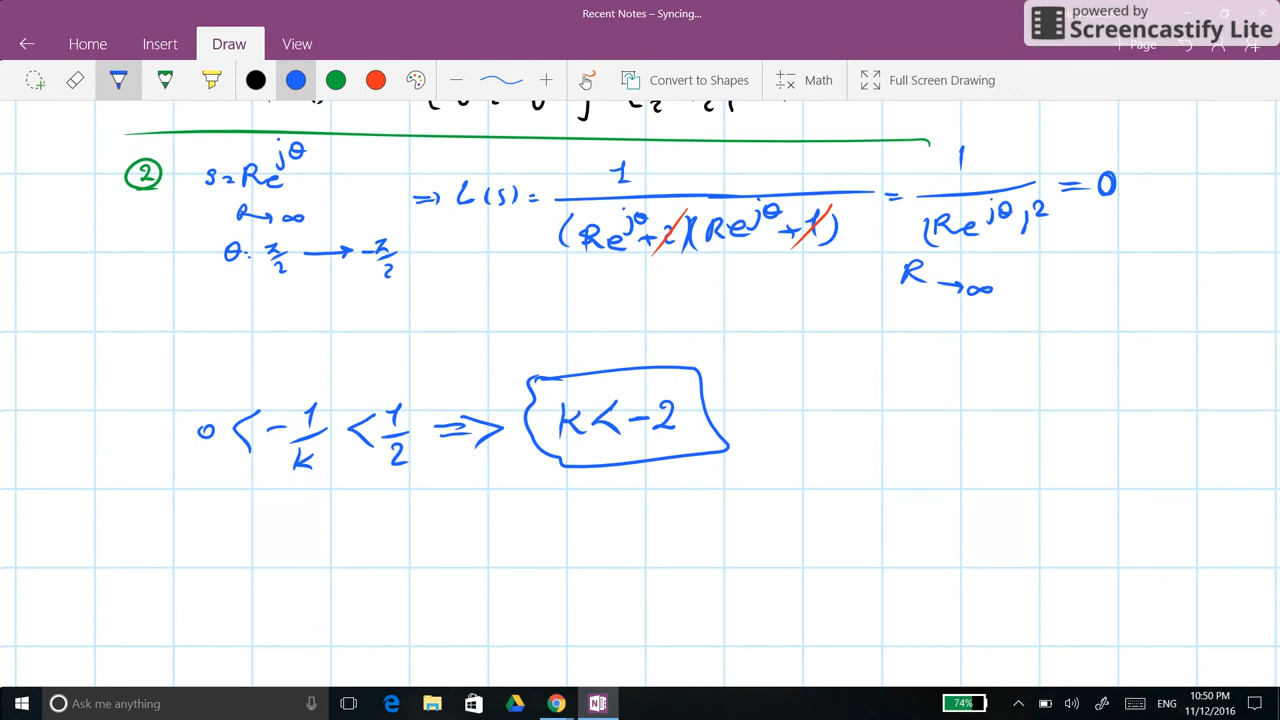 Recent Notes – Syncing...
powered by
Screencastify Lite
Home Insert Draw View
Page
Convert to Shapes Math Full Screen Drawing
② s = Re^{jθ} ⇒ L(s) = 1 / ((Re^{jθ}+2)(Re^{jθ}+1)) = 1 / (Re^{jθ})^2 = 0
R→∞
θ: π/2 → -π/2
R→∞
0 < -1/K < 1/2 ⇒ K < -2
Ask me anything
74%
ENG
10:50 PM
11/12/2016